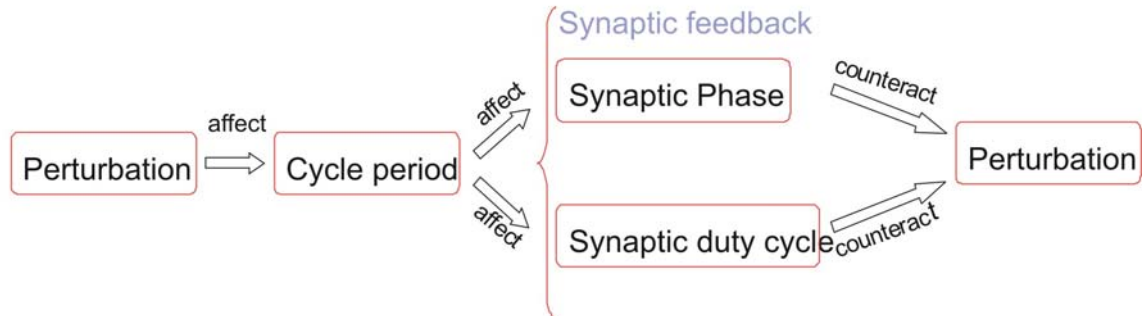 Synaptic feedback
Perturbation
affect
Cycle period
affect
affect
Synaptic Phase
Synaptic duty cycle
counteract
counteract
Perturbation